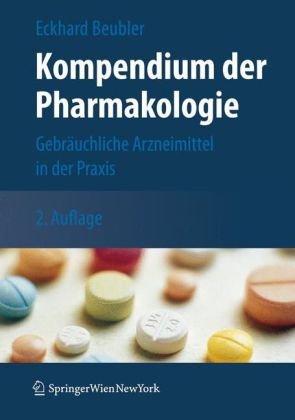 Eckhard Beubler
Kompendium der
Pharmakologie
Gebräuchliche Arzneimittel
in der Praxis
2. Auflage
SpringerWienNewYork